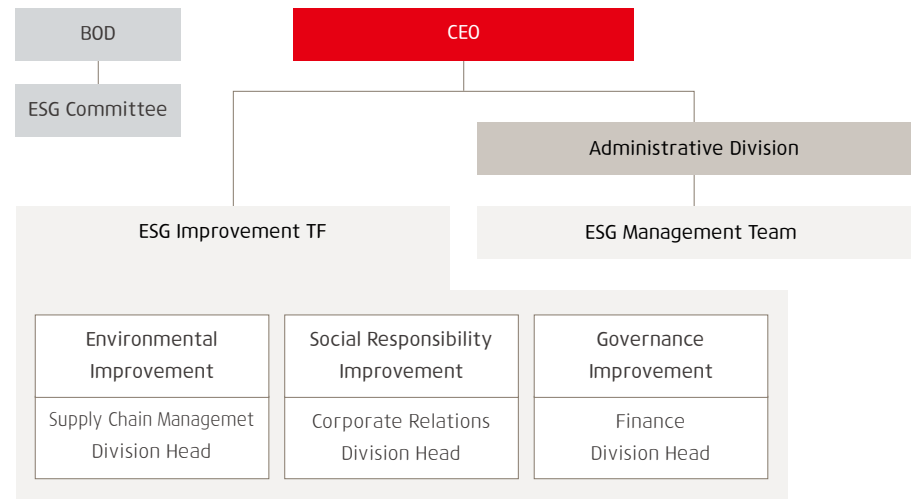 BOD
CEO
ESG Committee
Administrative Division
ESG Improvement TF
ESG Management Team
Environmental
Improvement
Supply Chain Managemet
Division Head
Social Responsibility
Improvement
Corporate Relations
Division Head
Governance
Improvement
Finance
Division Head